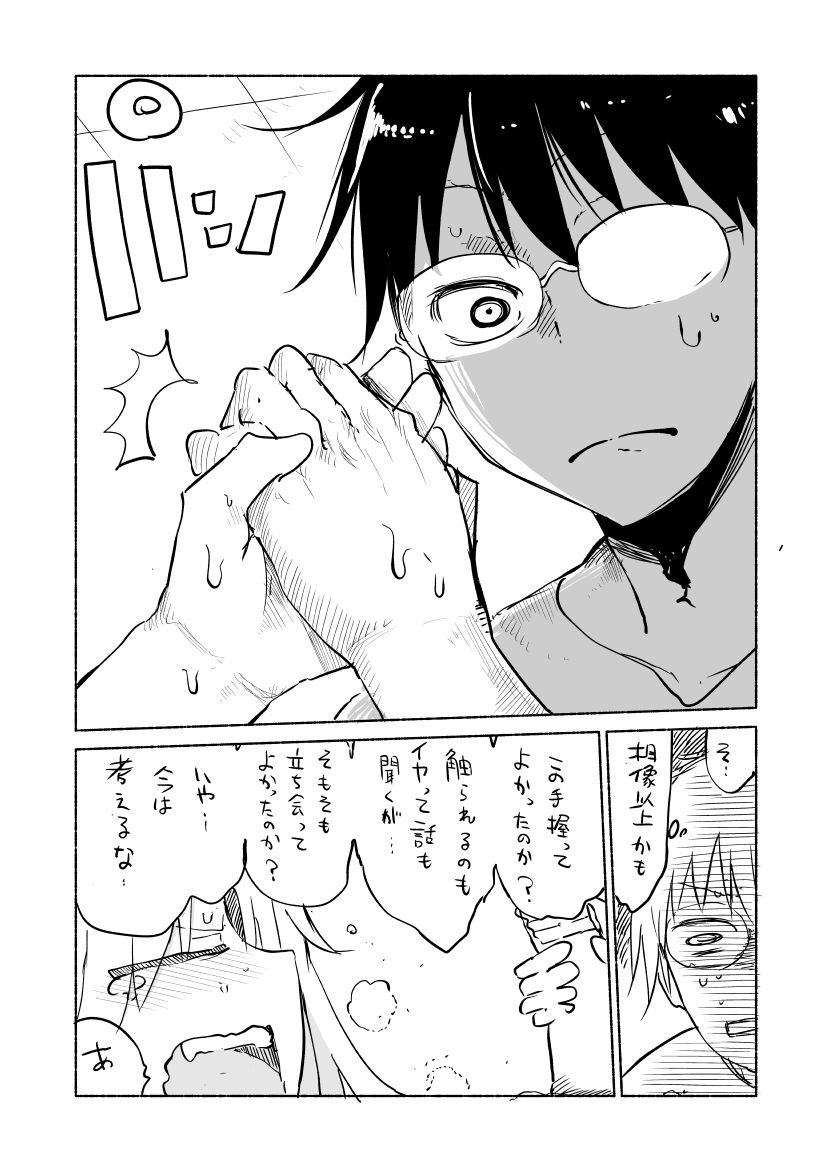 パシ
そ…
想像以上かも
この手握って
よかったのか？
触られるのも
イヤって話も
聞くが…
そもそも
立ち会って
よかったのか？
いや…
今は
考えるな…
あ